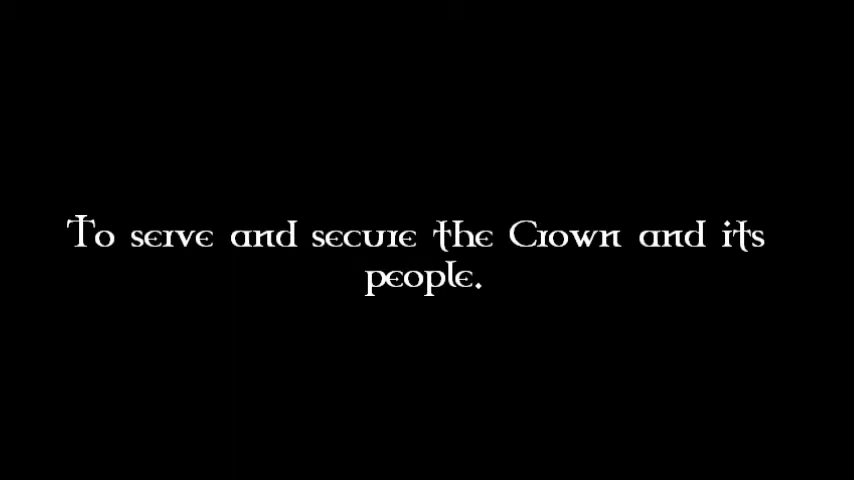 To serve and secure the Crown and its
people.